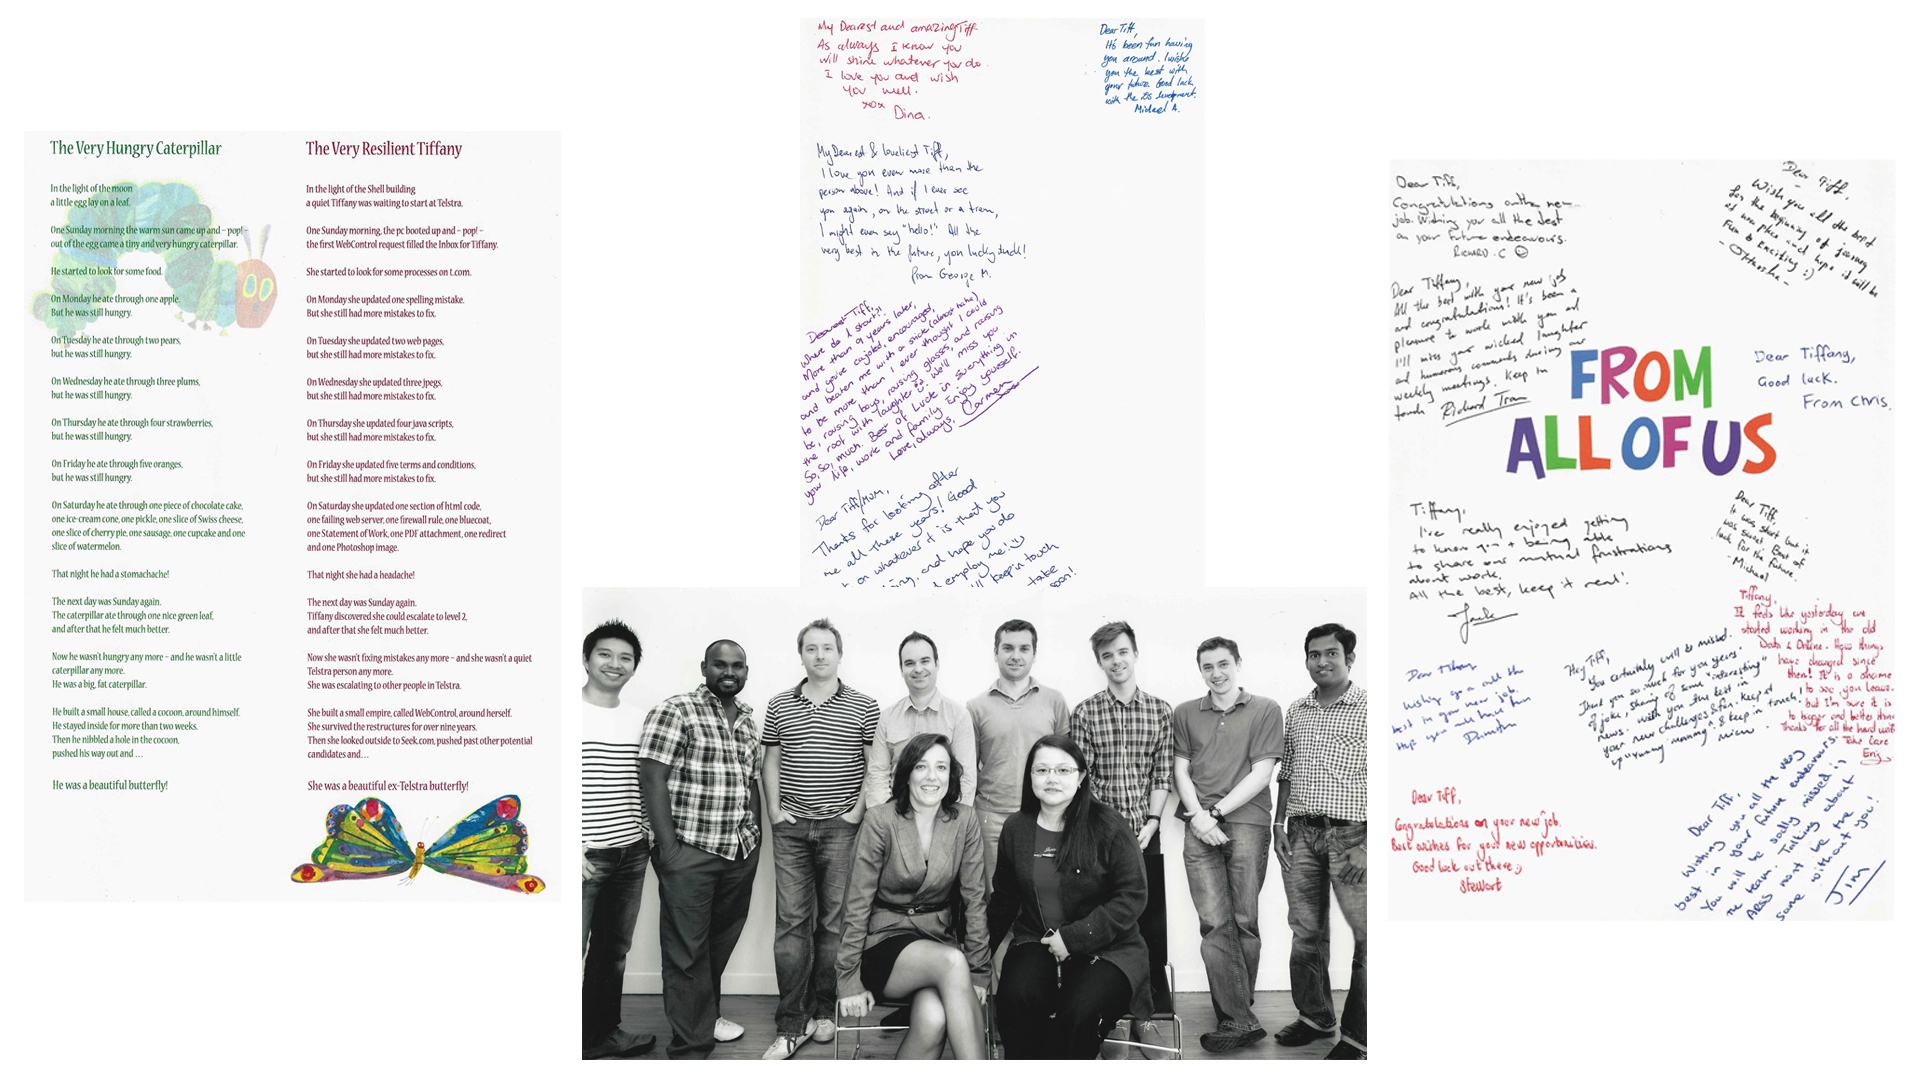 The Very Hungry Caterpillar
In the light of the moon
a little egg lay on a leaf.
One Sunday morning the warm sun came up and – pop! –
out of the egg came a tiny and very hungry caterpillar.
He started to look for some food.
On Monday he ate through one apple.
But he was still hungry.
On Tuesday he ate through two pears,
but he was still hungry.
On Wednesday he ate through three plums,
but he was still hungry.
On Thursday he ate through four strawberries,
but he was still hungry.
On Friday he ate through five oranges,
but he was still hungry.
On Saturday he ate through one piece of chocolate cake,
one ice-cream cone, one pickle, one slice of Swiss cheese,
one slice of cherry pie, one sausage, one cupcake and one
slice of watermelon.
That night he had a stomachache!
The next day was Sunday again.
The caterpillar ate through one nice green leaf,
and after that he felt much better.
Now he wasn't hungry any more – and he wasn't a little
caterpillar any more.
He was a big, fat caterpillar.
He built a small house, called a cocoon, around himself.
He stayed inside for more than two weeks.
Then he nibbled a hole in the cocoon,
pushed his way out and …
He was a beautiful butterfly!
The Very Resilient Tiffany
In the light of the Shell building
a quiet Tiffany was waiting to start at Telstra.
One Sunday morning, the pc booted up and – pop! –
the first WebControl request filled the Inbox for Tiffany.
She started to look for some processes on t.com.
On Monday she updated one spelling mistake.
But she still had more mistakes to fix.
On Tuesday she updated two web pages,
but she still had more mistakes to fix.
On Wednesday she updated three jpegs,
but she still had more mistakes to fix.
On Thursday she updated four java scripts,
but she still had more mistakes to fix.
On Friday she updated five terms and conditions,
but she still had more mistakes to fix.
On Saturday she updated one section of html code,
one failing web server, one firewall rule, one bluecoat,
one Statement of Work, one PDF attachment, one redirect
and one Photoshop image.
That night she had a headache!
The next day was Sunday again.
Tiffany discovered she could escalate to level 2,
and after that she felt much better.
Now she wasn't fixing mistakes any more – and she wasn't a quiet
Telstra person any more.
She was escalating to other people in Telstra.
She built a small empire, called WebControl, around herself.
She survived the restructures for over nine years.
Then she looked outside to Seek.com, pushed past other potential
candidates and…
She was a beautiful ex-Telstra butterfly!
My Dearest and amazing Tiff
As always I know you
will shine whatever you do.
I love you and wish
you well.
xox
Dina.
Dear Tiff,
It's been fun having
you around. I wish
you the best with
your future. Good luck
with the
Michael A.
My Dearest & loveliest Tiff,
I love you even more than the
person above! And if I ever see
you again, on the street or a tram,
I might even say "hello!" All the
very best in the future, you lucky duck!
From George M.
Dearest Tiff,
Where do I start?!
More than 9 years later,
and you've cajoled, encouraged,
and beaten me with a stick (almost take)
to be more than I ever thought I could
be, raising boys, raising glasses, and raising
the roof with laughter. We'll miss you
so, so, much. Best of Luck in everything in
your life, work and family. Enjoy yourself.
Love, always,
Carmen
Dear Tiff/Mum,
Thanks for looking after
me all these years! Good
on whatever it is that you
and hope you do
employ me! :)
keep in touch
take
soon!
Dear Tiff,
Congratulations on the new
job. Wishing you all the best
on your future endeavours.
Richard. C
Dear Tiff,
Wish you all the best
for the beginning of journey
at new place and hope it will be
Fun & Exciting :)
Dear Tiffany,
All the best with your new job
and congratulations! It's been a
pleasure to work with you and
I'll miss your wicked laughter
and humorous comments during our
weekly meetings. Keep in
touch Richard Tran
FROM
ALL OF US
Dear Tiffany,
Good luck.
From Chris.
Tiffany,
I've really enjoyed getting
to know you + being able
to share our mutual frustrations
about work.
All the best, keep it real!
Jack
Dear Tiff,
It was short but it
was sweet. Best of
luck for the future.
- Michael
Tiffany,
It feels like yesterday we
started working in the old
Data & Online. How things
have changed since
then! It is a shame
to see you leave.
but I'm sure it is
to bigger and better things
Thanks for all the hard work
Take Care
Dear Tiffany
Wishing you all the
best in your new job.
Hope you will have fun
Hey Tiff,
You certainly will be missed.
Thank you so much for you years
of joke, sharing of some "interesting"
news. With you the best in
your new challenges & fun. Keep at
up "running morning" & keep in touch!
Dear Tiff,
Congratulations on your new job.
Best wishes for your new opportunities.
Good luck out there :)
Stewart
Dear Tiff,
Wishing you all the very
best in your future endeavours.
You will be sadly missed in
the team. Talking about
ARSS won't be the
same without you!
Jim